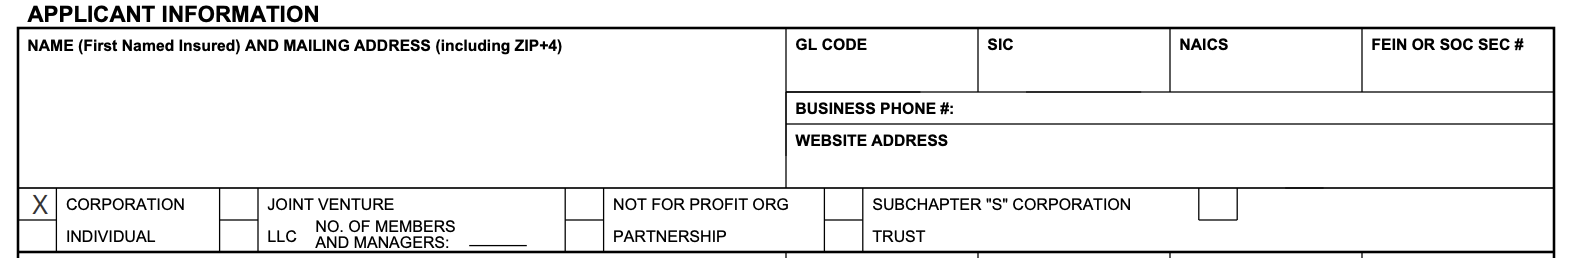 APPLICANT INFORMATION
NAME (First Named Insured) AND MAILING ADDRESS (including ZIP+4)
GL CODE
SIC
NAICS
FEIN OR SOC SEC #
BUSINESS PHONE #:
WEBSITE ADDRESS
X CORPORATION
JOINT VENTURE
NOT FOR PROFIT ORG
SUBCHAPTER "S" CORPORATION
INDIVIDUAL
LLC
NO. OF MEMBERS
AND MANAGERS:
PARTNERSHIP
TRUST